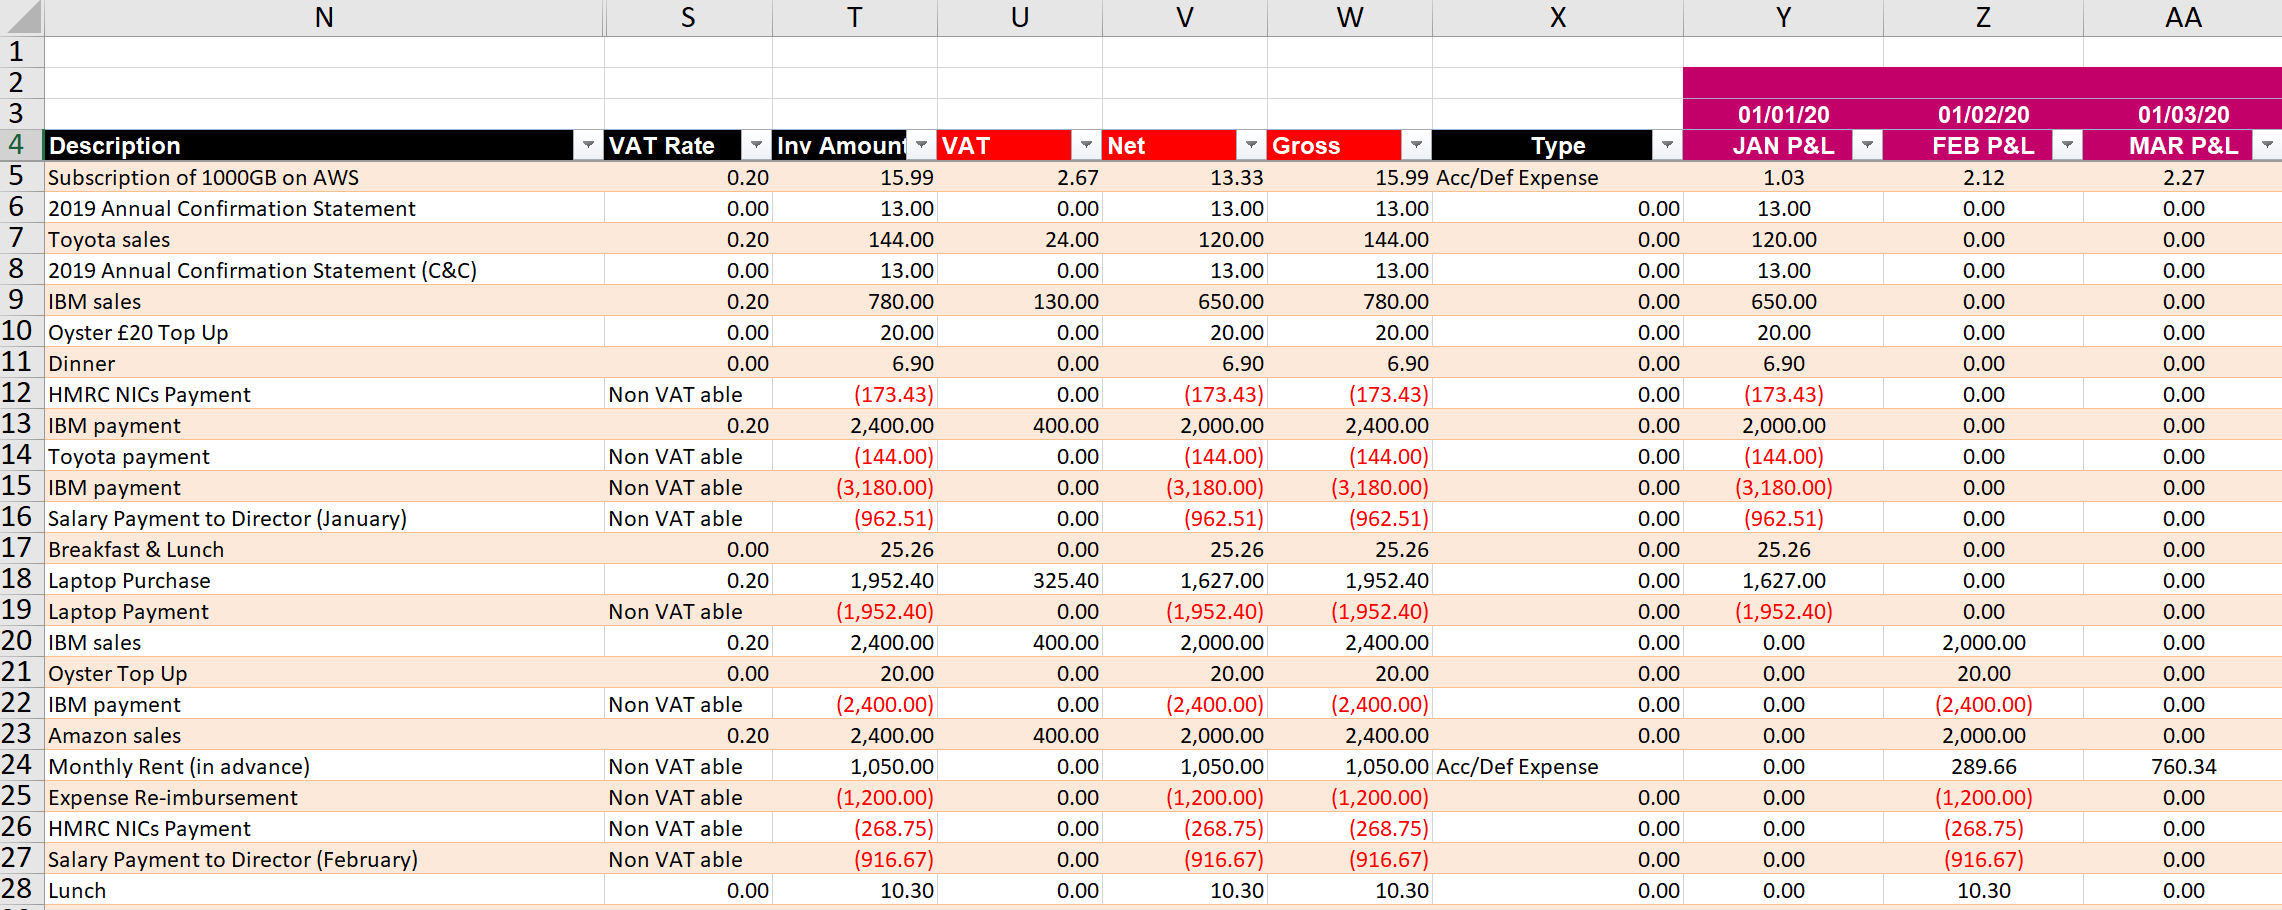 N S T U V W X Y Z AA
1
2
3 01/01/20 01/02/20 01/03/20
4 Description VAT Rate Inv Amount VAT Net Gross Type JAN P&L FEB P&L MAR P&L
5 Subscription of 1000GB on AWS 0.20 15.99 2.67 13.33 15.99 Acc/Def Expense 1.03 2.12 2.27
6 2019 Annual Confirmation Statement 0.00 13.00 0.00 13.00 13.00 0.00 13.00 0.00 0.00
7 Toyota sales 0.20 144.00 24.00 120.00 144.00 0.00 120.00 0.00 0.00
8 2019 Annual Confirmation Statement (C&C) 0.00 13.00 0.00 13.00 13.00 0.00 13.00 0.00 0.00
9 IBM sales 0.20 780.00 130.00 650.00 780.00 0.00 650.00 0.00 0.00
10 Oyster £20 Top Up 0.00 20.00 0.00 20.00 20.00 0.00 20.00 0.00 0.00
11 Dinner 0.00 6.90 0.00 6.90 6.90 0.00 6.90 0.00 0.00
12 HMRC NICs Payment Non VAT able (173.43) 0.00 (173.43) (173.43) 0.00 (173.43) 0.00 0.00
13 IBM payment 0.20 2,400.00 400.00 2,000.00 2,400.00 0.00 2,000.00 0.00 0.00
14 Toyota payment Non VAT able (144.00) 0.00 (144.00) (144.00) 0.00 (144.00) 0.00 0.00
15 IBM payment Non VAT able (3,180.00) 0.00 (3,180.00) (3,180.00) 0.00 (3,180.00) 0.00 0.00
16 Salary Payment to Director (January) Non VAT able (962.51) 0.00 (962.51) (962.51) 0.00 (962.51) 0.00 0.00
17 Breakfast & Lunch 0.00 25.26 0.00 25.26 25.26 0.00 25.26 0.00 0.00
18 Laptop Purchase 0.20 1,952.40 325.40 1,627.00 1,952.40 0.00 1,627.00 0.00 0.00
19 Laptop Payment Non VAT able (1,952.40) 0.00 (1,952.40) (1,952.40) 0.00 (1,952.40) 0.00 0.00
20 IBM sales 0.20 2,400.00 400.00 2,000.00 2,400.00 0.00 0.00 2,000.00 0.00
21 Oyster Top Up 0.00 20.00 0.00 20.00 20.00 0.00 0.00 20.00 0.00
22 IBM payment Non VAT able (2,400.00) 0.00 (2,400.00) (2,400.00) 0.00 0.00 (2,400.00) 0.00
23 Amazon sales 0.20 2,400.00 400.00 2,000.00 2,400.00 0.00 0.00 2,000.00 0.00
24 Monthly Rent (in advance) Non VAT able 1,050.00 0.00 1,050.00 1,050.00 Acc/Def Expense 0.00 289.66 760.34
25 Expense Re-imbursement Non VAT able (1,200.00) 0.00 (1,200.00) (1,200.00) 0.00 0.00 (1,200.00) 0.00
26 HMRC NICs Payment Non VAT able (268.75) 0.00 (268.75) (268.75) 0.00 0.00 (268.75) 0.00
27 Salary Payment to Director (February) Non VAT able (916.67) 0.00 (916.67) (916.67) 0.00 0.00 (916.67) 0.00
28 Lunch 0.00 10.30 0.00 10.30 10.30 0.00 0.00 10.30 0.00